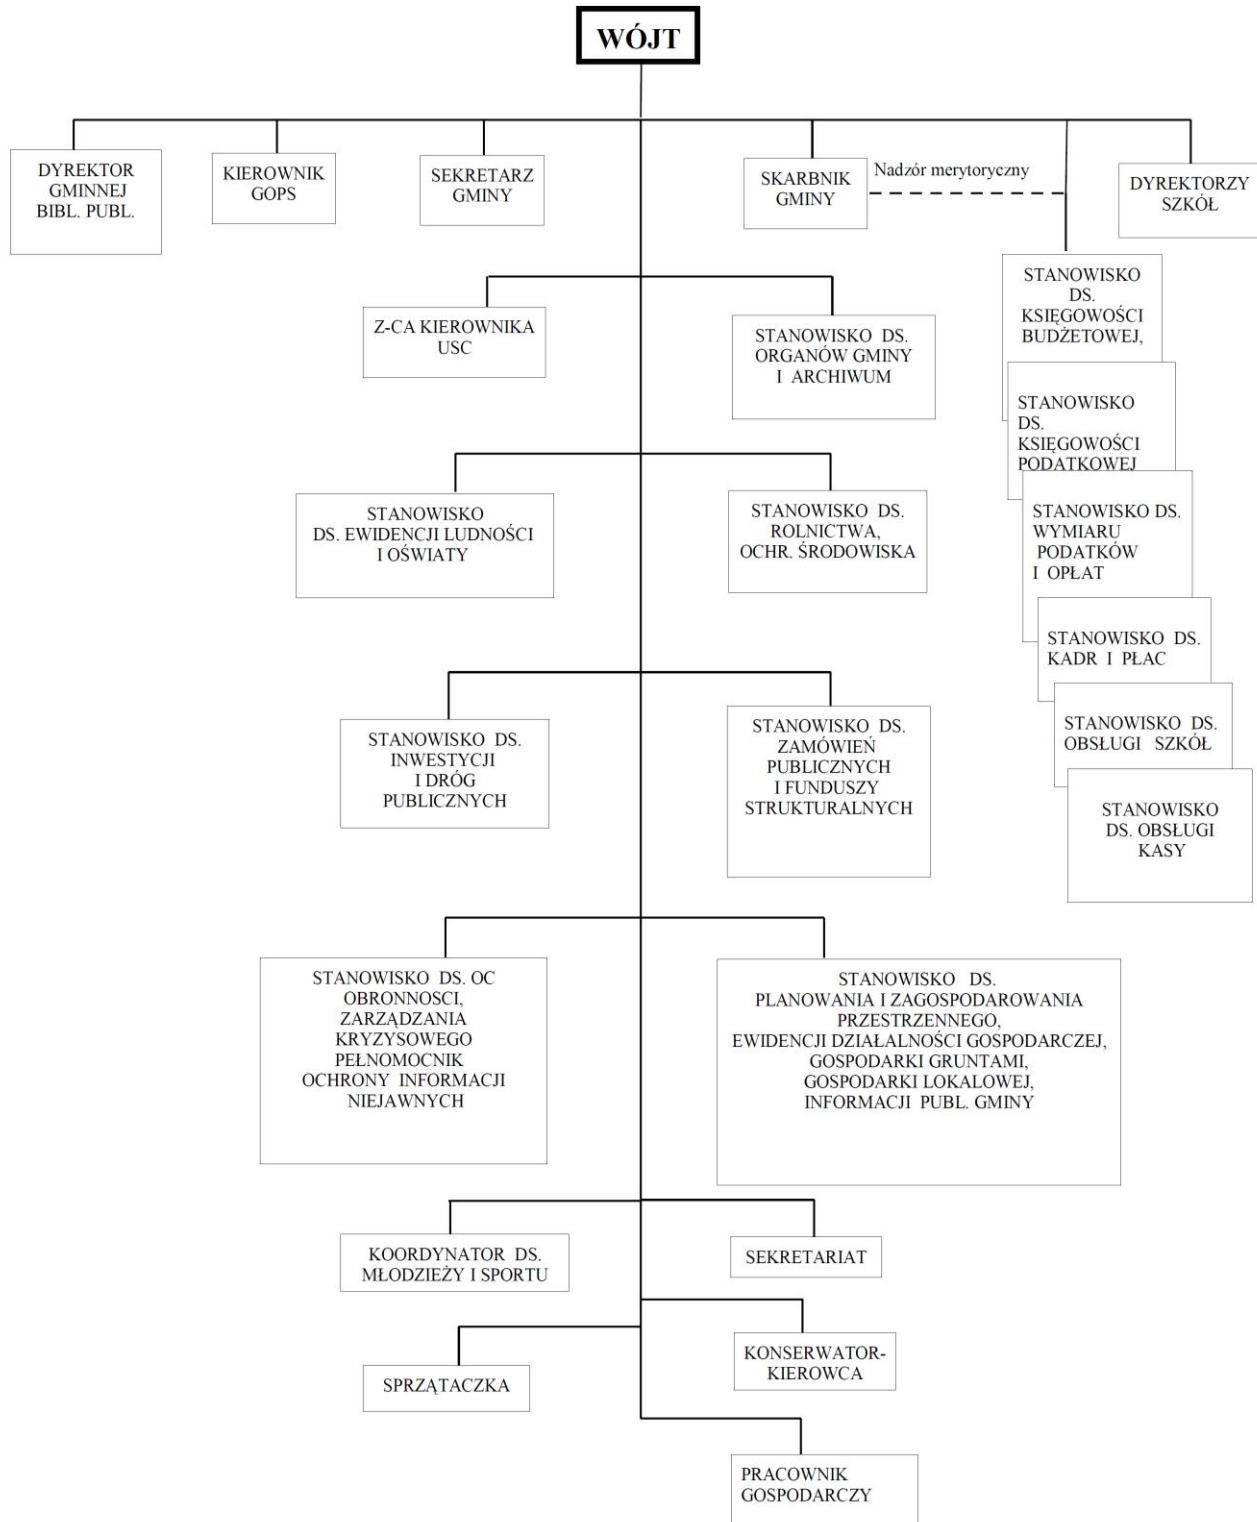 WÓJT
DYREKTOR
GMINNEJ
BIBL. PUBL.
KIEROWNIK
GOPS
SEKRETARZ
GMINY
SKARBNIK
GMINY
Nadzór merytoryczny
DYREKTORZY
SZKÓŁ
Z-CA KIEROWNIKA
USC
STANOWISKO DS.
ORGANÓW GMINY
I ARCHIWUM
STANOWISKO
DS.
KSIĘGOWOŚCI
BUDŻETOWEJ,
STANOWISKO
DS.
KSIĘGOWOŚCI
PODATKOWEJ
STANOWISKO DS.
WYMIARU
PODATKÓW
I OPŁAT
STANOWISKO DS.
KADR I PŁAC
STANOWISKO DS.
OBSŁUGI SZKÓŁ
STANOWISKO
DS. OBSŁUGI
KASY
STANOWISKO
DS. EWIDENCJI LUDNOŚCI
I OŚWIATY
STANOWISKO DS.
ROLNICTWA,
OCHR. ŚRODOWISKA
STANOWISKO DS.
INWESTYCJI
I DRÓG
PUBLICZNYCH
STANOWISKO DS.
ZAMÓWIEŃ
PUBLICZNYCH
I FUNDUSZY
STRUKTURALNYCH
STANOWISKO DS. OC
OBRONNOSCI,
ZARZĄDZANIA
KRYZYSOWEGO
PEŁNOMOCNIK
OCHRONY INFORMACJI
NIEJAWNYCH
STANOWISKO DS.
PLANOWANIA I ZAGOSPODAROWANIA
PRZESTRZENNEGO,
EWIDENCJI DZIAŁALNOŚCI GOSPODARCZEJ,
GOSPODARKI GRUNTAMI,
GOSPODARKI LOKALOWEJ,
INFORMACJI PUBL. GMINY
KOORDYNATOR DS.
MŁODZIEŻY I SPORTU
SEKRETARIAT
SPRZĄTACZKA
KONSERWATOR-
KIEROWCA
PRACOWNIK
GOSPODARCZY